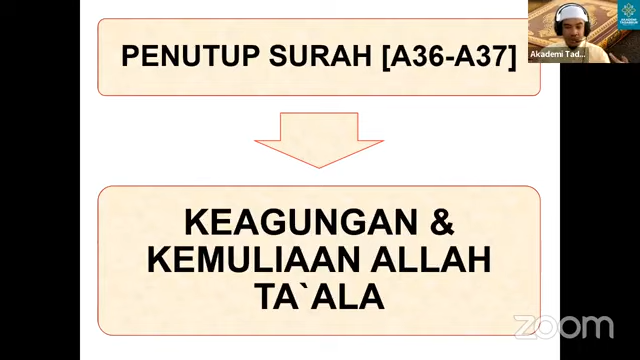 PENUTUP SURAH [A36-A37]
Akademi Tad...
KEAGUNGAN &
KEMULIAAN ALLAH
TA`ALA
zoom